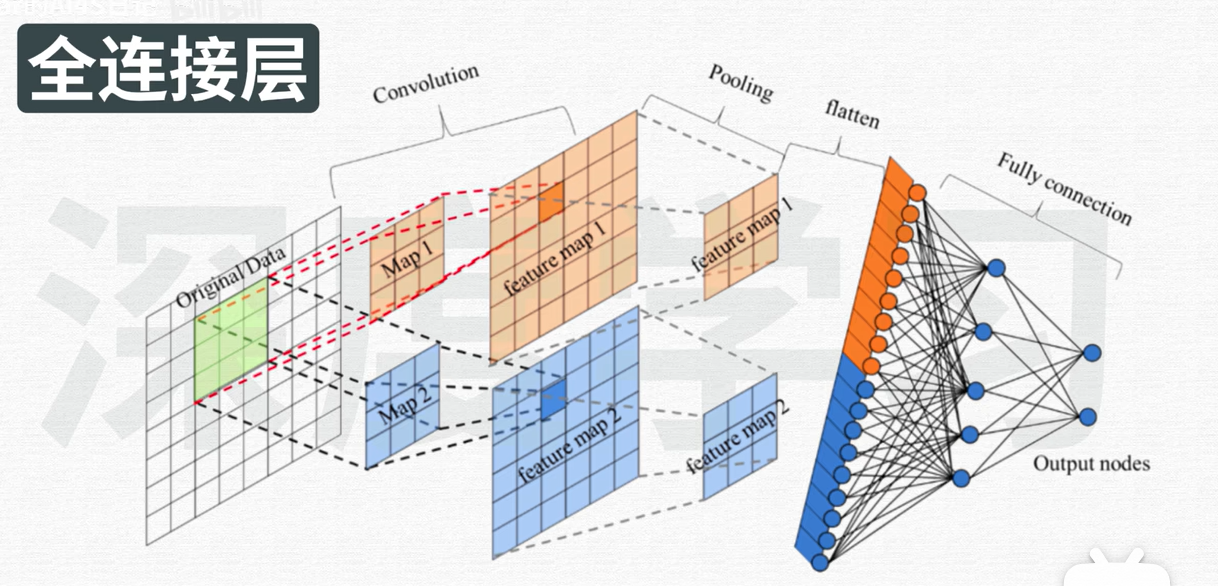 全连接层
Convolution
Pooling
flatten
Fully connection
Original Data
Map 1
feature map 1
feature map 1
Map 2
feature map 2
feature map 2
Output nodes
深度学习